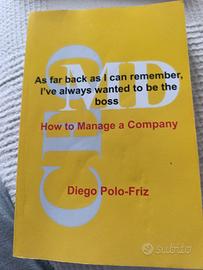 CEO
MD
As far back as I can remember,
I've always wanted to be the
boss
How to Manage a Company
Diego Polo-Friz
subito